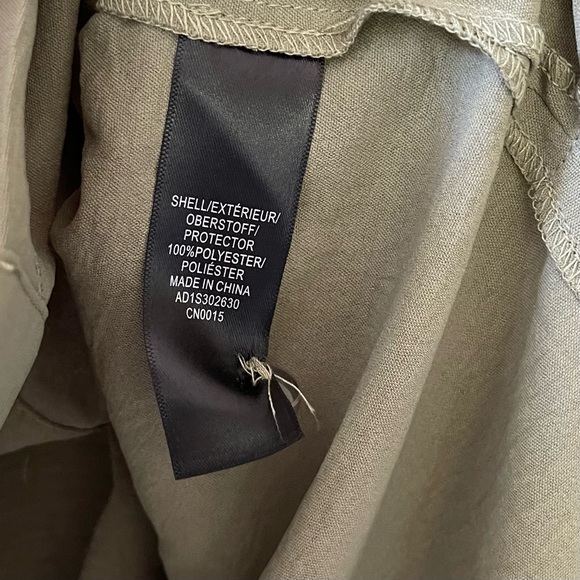 SHELL/EXTÉRIEUR/
OBERSTOFF/
PROTECTOR
100%POLYESTER/
POLIÉSTER
MADE IN CHINA
AD1S302630
CN0015